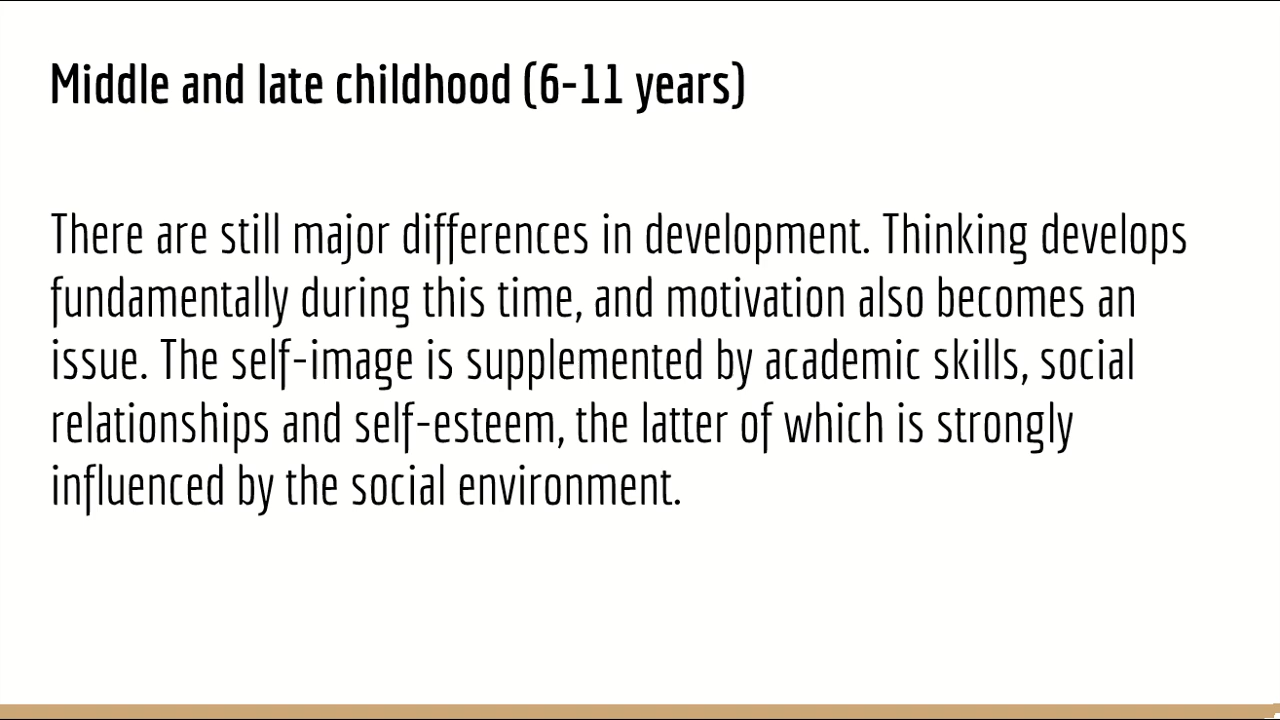 Middle and late childhood (6-11 years)
There are still major differences in development. Thinking develops
fundamentally during this time, and motivation also becomes an
issue. The self-image is supplemented by academic skills, social
relationships and self-esteem, the latter of which is strongly
influenced by the social environment.